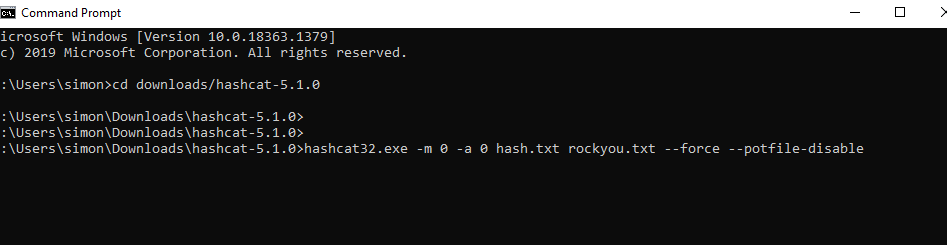 Command Prompt
icrosoft Windows [Version 10.0.18363.1379]
c) 2019 Microsoft Corporation. All rights reserved.
:\Users\simon>cd downloads/hashcat-5.1.0
:\Users\simon\Downloads\hashcat-5.1.0>
:\Users\simon\Downloads\hashcat-5.1.0>
:\Users\simon\Downloads\hashcat-5.1.0>hashcat32.exe -m 0 -a 0 hash.txt rockyou.txt --force --potfile-disable